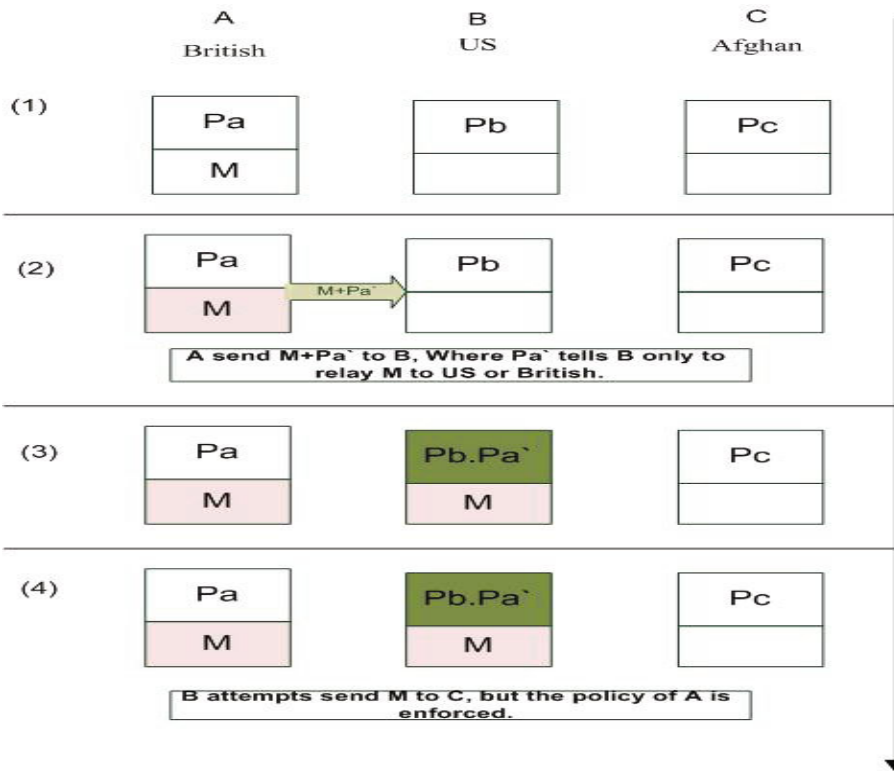 A B C
British US Afghan
(1)
Pa Pb Pc
M
(2)
Pa Pb Pc
M+Pa`
M
A send M+Pa` to B, Where Pa` tells B only to
relay M to US or British.
(3)
Pa Pb.Pa` Pc
M M
(4)
Pa Pb.Pa` Pc
M M
B attempts send M to C, but the policy of A is
enforced.